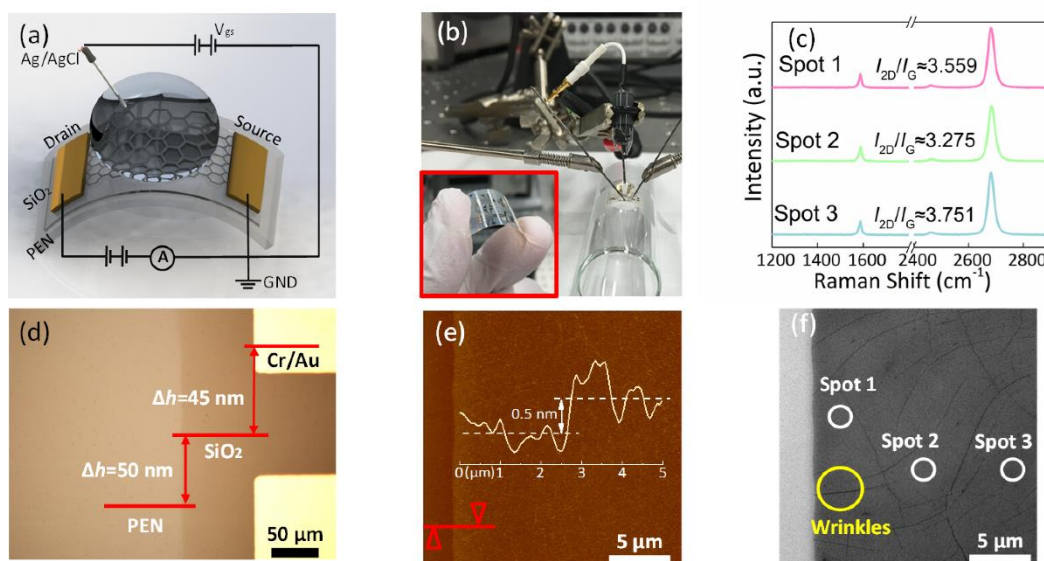 (a)
Vgs
Ag/AgCl
Drain
Source
SiO₂
PEN
A
GND
(b)
(c)
Intensity (a.u.)
Spot 1 I2D/IG≈3.559
Spot 2 I2D/IG≈3.275
Spot 3 I2D/IG≈3.751
1200 1400 1600 2400 2600 2800
Raman Shift (cm⁻¹)
(d)
Cr/Au
Δh=45 nm
SiO₂
Δh=50 nm
PEN
50 μm
(e)
0.5 nm
0(μm)1 2 3 4 5
5 μm
(f)
Spot 1
Spot 2 Spot 3
Wrinkles
5 μm